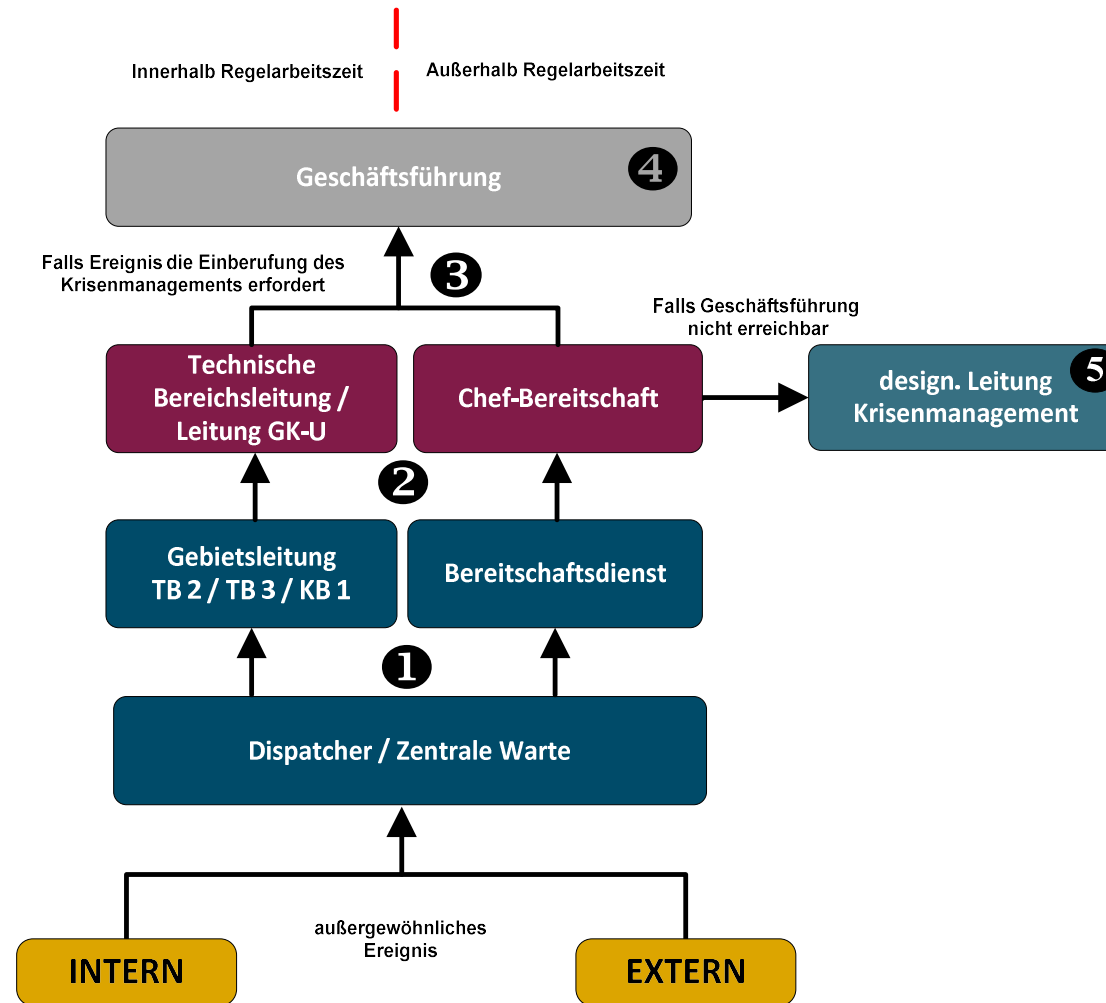 Innerhalb Regelarbeitszeit
Außerhalb Regelarbeitszeit
Geschäftsführung
4
Falls Ereignis die Einberufung des
Krisenmanagements erfordert
3
Falls Geschäftsführung
nicht erreichbar
Technische
Bereichsleitung /
Leitung GK-U
Chef-Bereitschaft
design. Leitung
Krisenmanagement
5
2
Gebietsleitung
TB 2 / TB 3 / KB 1
Bereitschaftsdienst
1
Dispatcher / Zentrale Warte
außergewöhnliches
Ereignis
INTERN
EXTERN